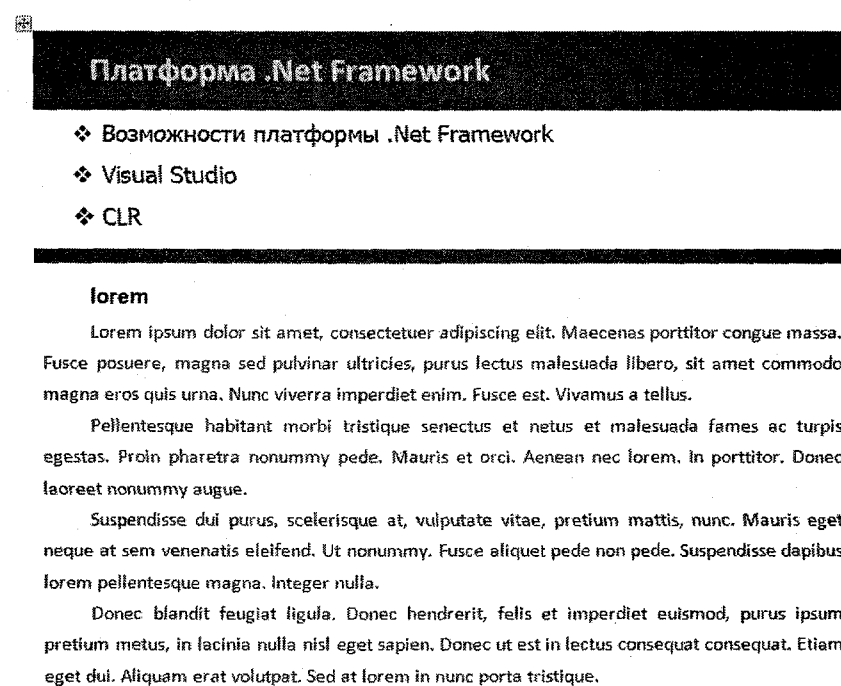 Платформа .Net Framework
❖ Возможности платформы .Net Framework
❖ Visual Studio
❖ CLR
lorem
Lorem ipsum dolor sit amet, consectetuer adipiscing elit. Maecenas porttitor congue massa.
Fusce posuere, magna sed pulvinar ultricies, purus lectus malesuada libero, sit amet commodo
magna eros quis urna. Nunc viverra imperdiet enim. Fusce est. Vivamus a tellus.
Pellentesque habitant morbi tristique senectus et netus et malesuada fames ac turpis
egestas. Proin pharetra nonummy pede. Mauris et orci. Aenean nec lorem. In porttitor. Donec
laoreet nonummy augue.
Suspendisse dui purus, scelerisque at, vulputate vitae, pretium mattis, nunc. Mauris eget
neque at sem venenatis eleifend. Ut nonummy. Fusce aliquet pede non pede. Suspendisse dapibus
lorem pellentesque magna. Integer nulla.
Donec blandit feugiat ligula. Donec hendrerit, felis et imperdiet euismod, purus ipsum
pretium metus, in lacinia nulla nisl eget sapien. Donec ut est in lectus consequat consequat. Etiam
eget dui. Aliquam erat volutpat. Sed at lorem in nunc porta tristique.